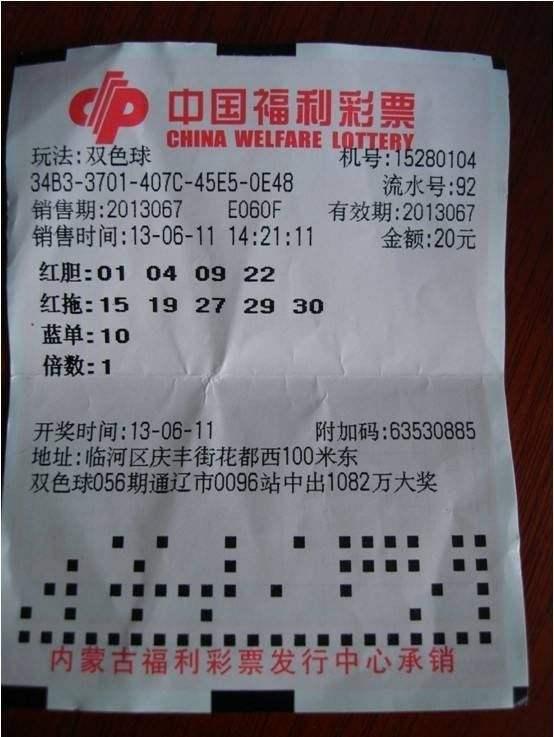 中国福利彩票
CHINA WELFARE LOTTERY
玩法:双色球 机号:15280104
34B3-3701-407C-45E5-0E48 流水号:92
销售期:2013067 E060F 有效期:2013067
销售时间:13-06-11 14:21:11 金额:20元
红胆:01 04 09 22
红拖:15 19 27 29 30
蓝单:10
倍数:1
开奖时间:13-06-11 附加码:63530885
地址:临河区庆丰街花都西100米东
双色球056期通辽市0096站中出1082万大奖
内蒙古福利彩票发行中心承销